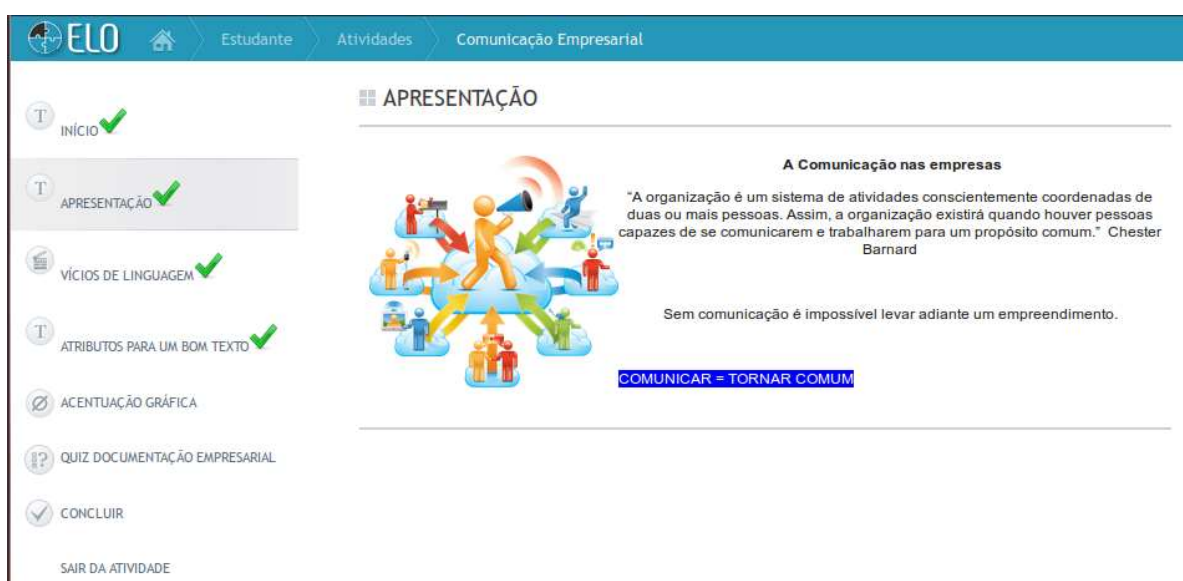 ELO
Estudante
Atividades
Comunicação Empresarial
T
INÍCIO
T
APRESENTAÇÃO
VÍCIOS DE LINGUAGEM
T
ATRIBUTOS PARA UM BOM TEXTO
ACENTUAÇÃO GRÁFICA
QUIZ DOCUMENTAÇÃO EMPRESARIAL
CONCLUIR
SAIR DA ATIVIDADE
APRESENTAÇÃO
A Comunicação nas empresas
“A organização é um sistema de atividades conscientemente coordenadas de
duas ou mais pessoas. Assim, a organização existirá quando houver pessoas
capazes de se comunicarem e trabalharem para um propósito comum.” Chester
Barnard
Sem comunicação é impossível levar adiante um empreendimento.
COMUNICAR = TORNAR COMUM